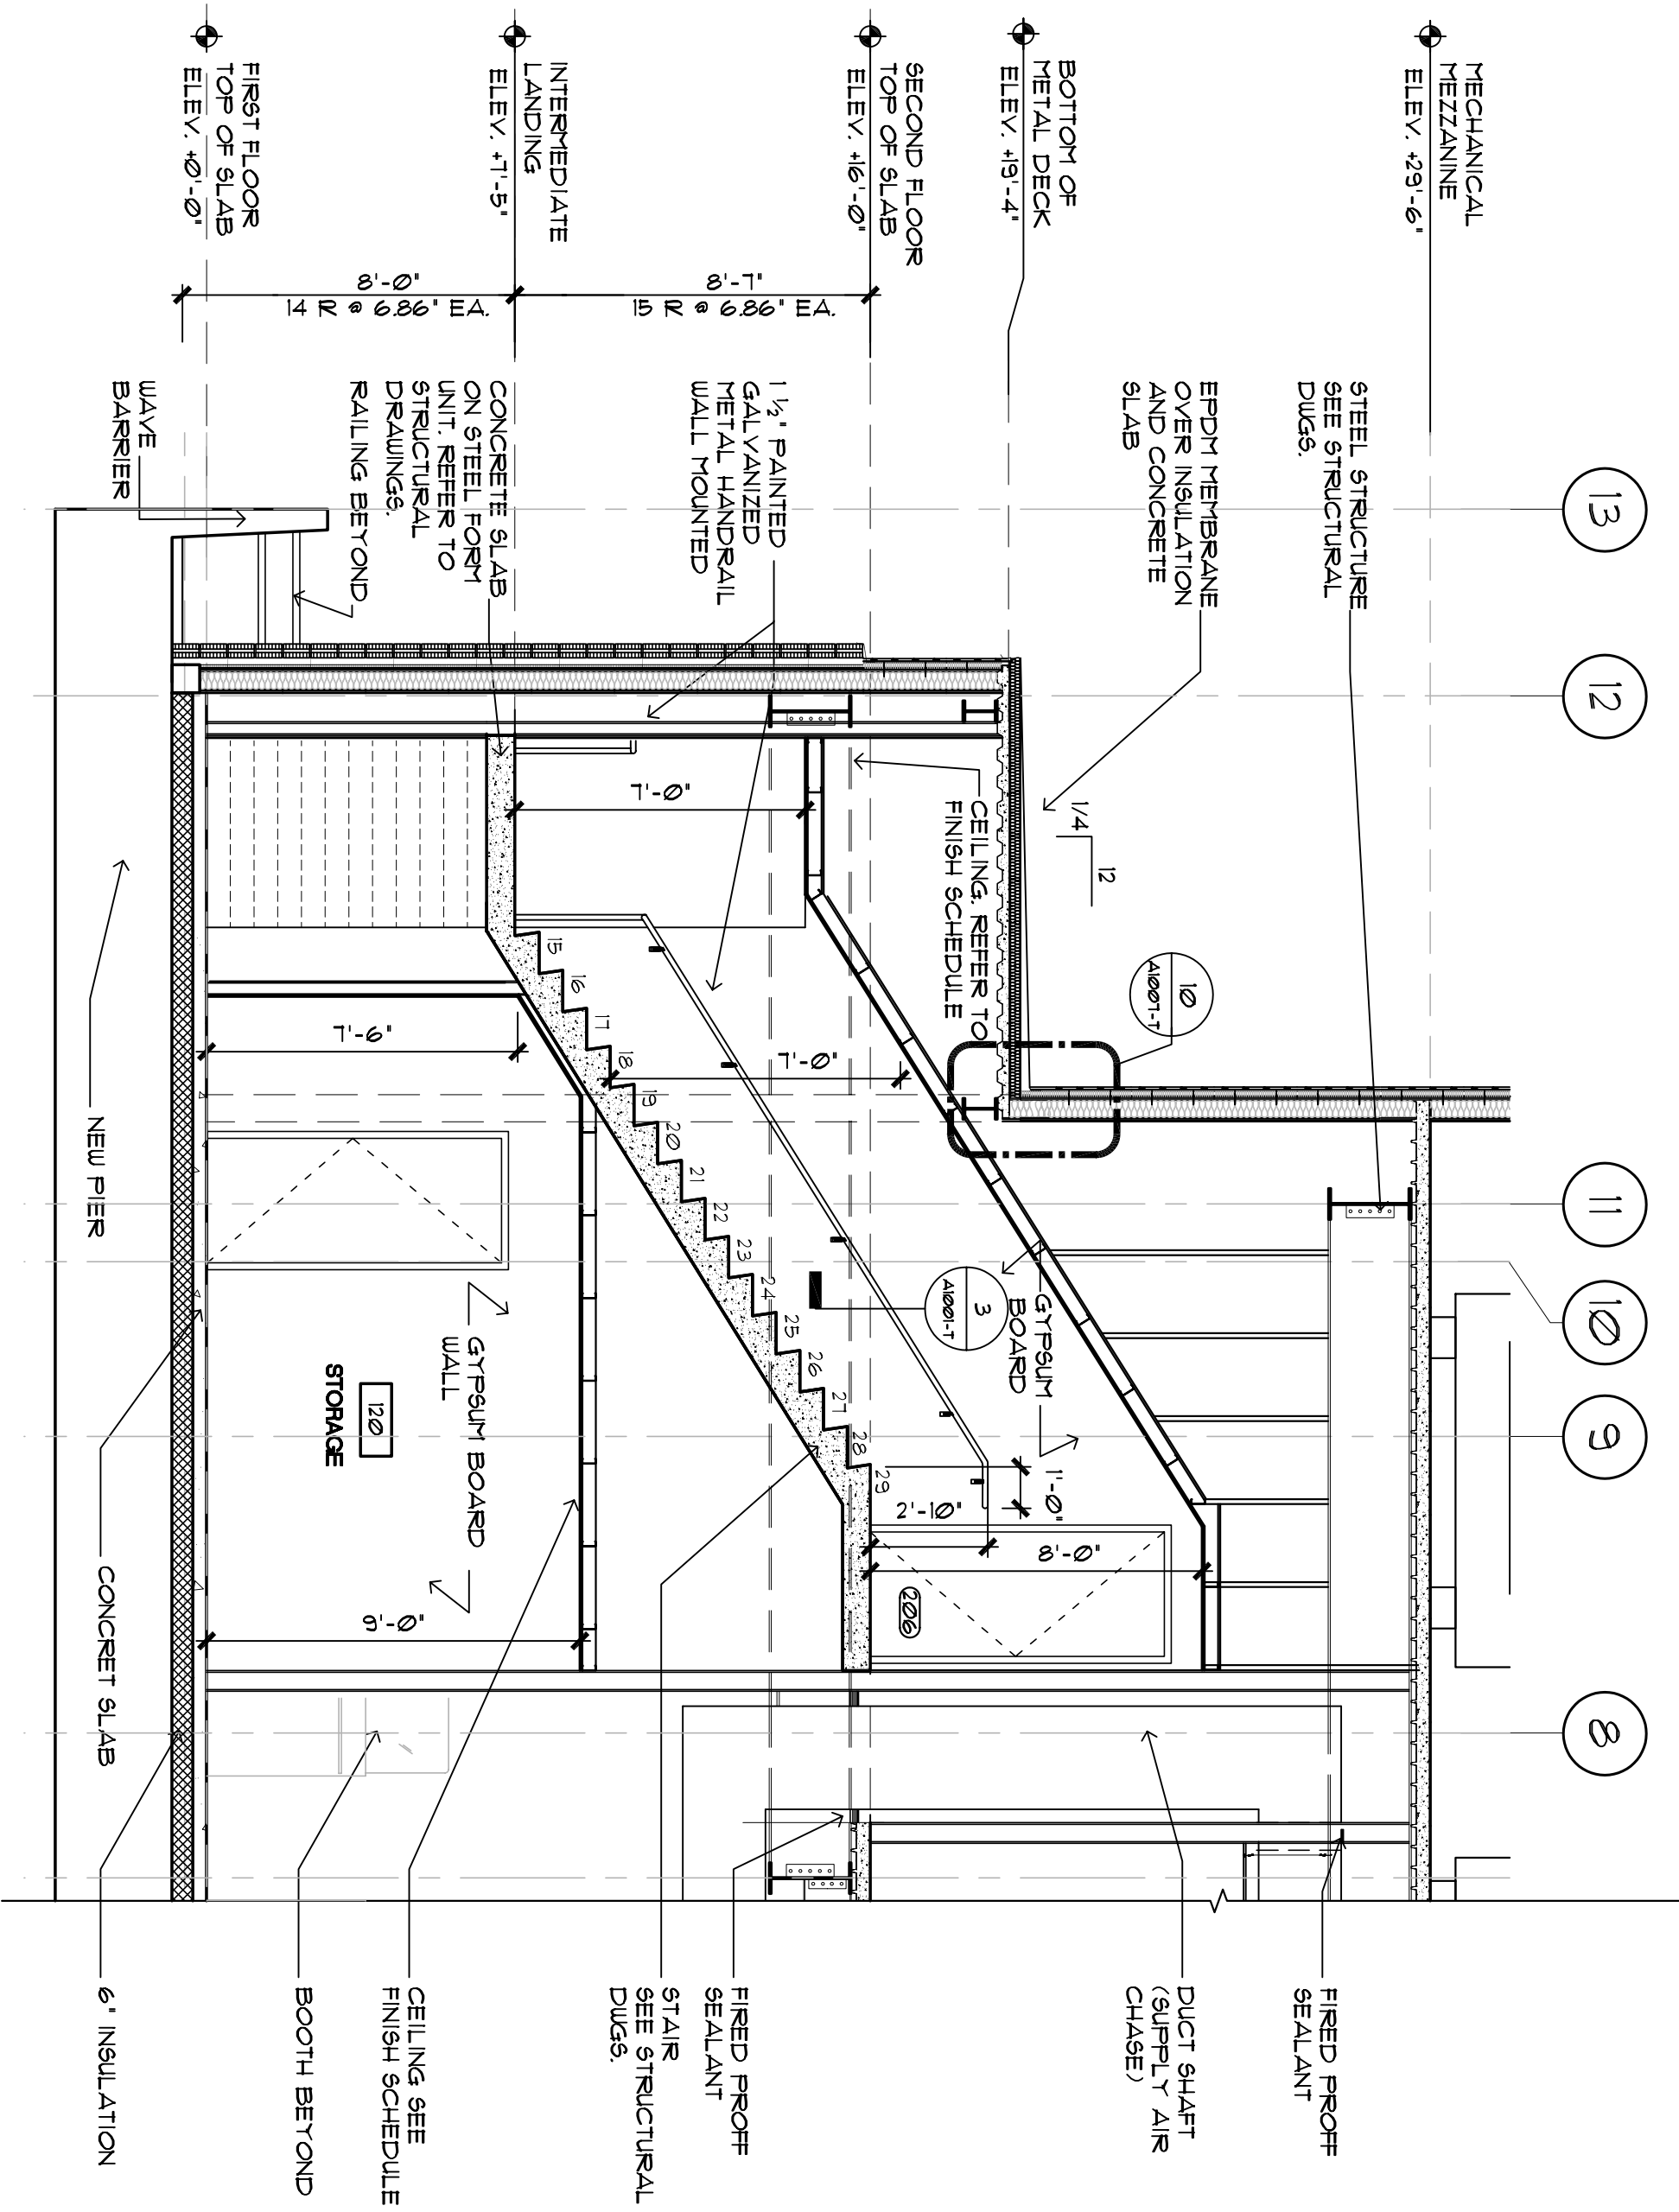 MECHANICAL
MEZZANINE
ELEV. +29'-6"
BOTTOM OF
METAL DECK
ELEV. +19'-4"
SECOND FLOOR
TOP OF SLAB
ELEV. +16'-0"
INTERMEDIATE
LANDING
ELEV. +7'-5"
FIRST FLOOR
TOP OF SLAB
ELEV. +0'-0"
8'-7"
15 R @ 6.86" EA.
8'-0"
14 R @ 6.86" EA.
13
12
11
10
9
8
STEEL STRUCTURE
SEE STRUCTURAL
DWGS.
EPDM MEMBRANE
OVER INSULATION
AND CONCRETE
SLAB
1 ½" PAINTED
GALVANIZED
METAL HANDRAIL
WALL MOUNTED
CONCRETE SLAB
ON STEEL FORM
UNIT. REFER TO
STRUCTURAL
DRAWINGS.
RAILING BEYOND
WAVE
BARRIER
1/4
12
CEILING. REFER TO
FINISH SCHEDULE
10
A1007-T
3
A1001-T
GYPSUM
BOARD
7'-0"
7'-0"
7'-6"
1'-0"
2'-10"
8'-0"
9'-0"
15
16
17
18
19
20
21
22
23
24
25
26
27
28
29
206
GYPSUM BOARD
WALL
120
STORAGE
NEW PIER
CONCRET SLAB
FIRED PROFF
SEALANT
DUCT SHAFT
(SUPPLY AIR
CHASE)
FIRED PROFF
SEALANT
STAIR
SEE STRUCTURAL
DWGS.
CEILING SEE
FINISH SCHEDULE
BOOTH BEYOND
6" INSULATION